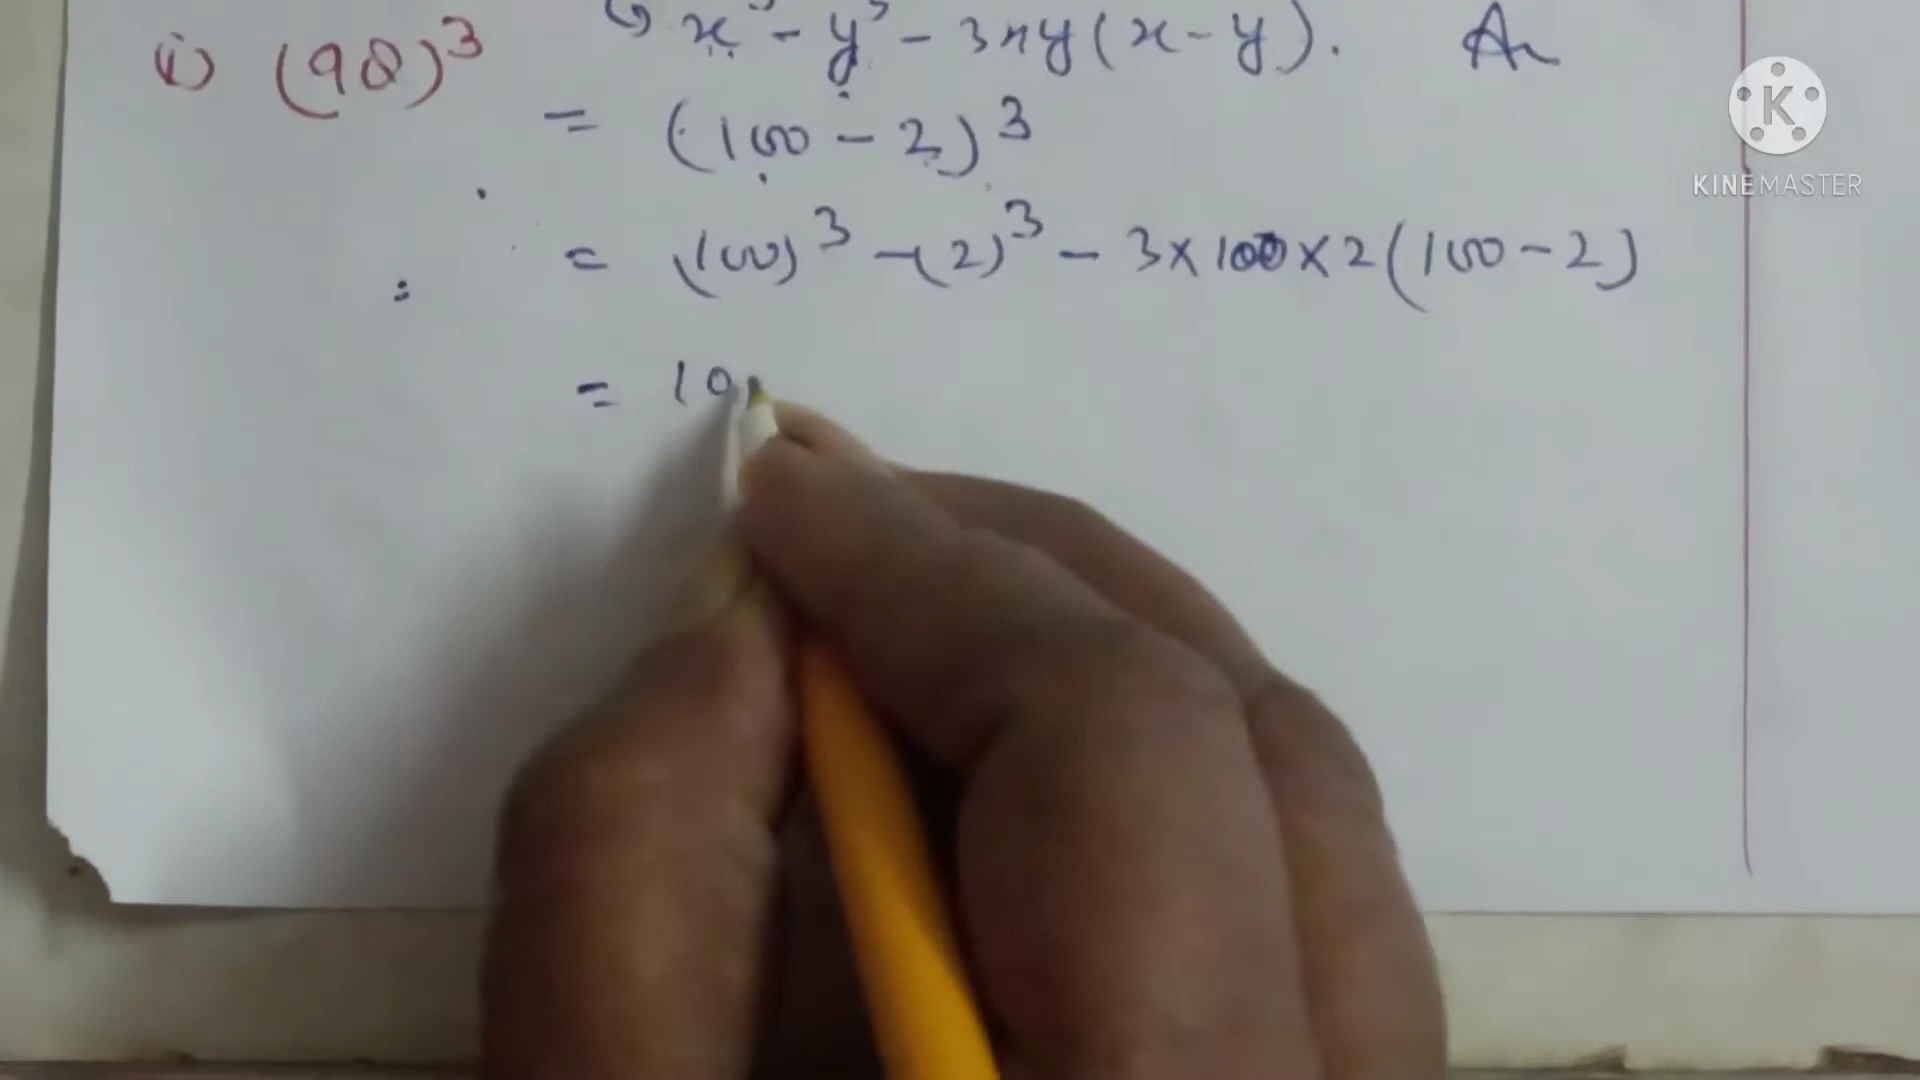 x³ - y³ - 3xy(x - y). A
i) (98)³
= (100 - 2)³
= (100)³ - (2)³ - 3 × 100 × 2(100 - 2)
= 10
K
KINEMASTER